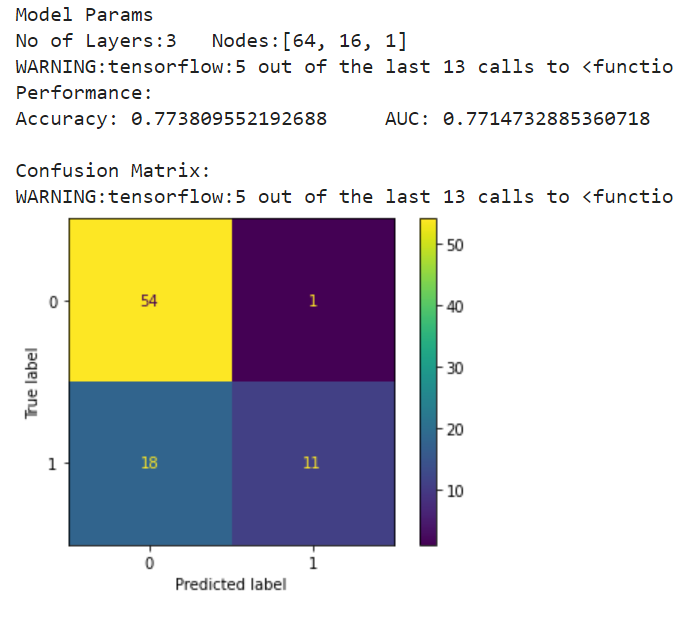 Model Params
No of Layers:3   Nodes:[64, 16, 1]
WARNING:tensorflow:5 out of the last 13 calls to <functio
Performance:
Accuracy: 0.773809552192688     AUC: 0.7714732885360718
Confusion Matrix:
WARNING:tensorflow:5 out of the last 13 calls to <functio
50
0 54 1
40
True label
30
20
1 18 11
10
0 1
Predicted label